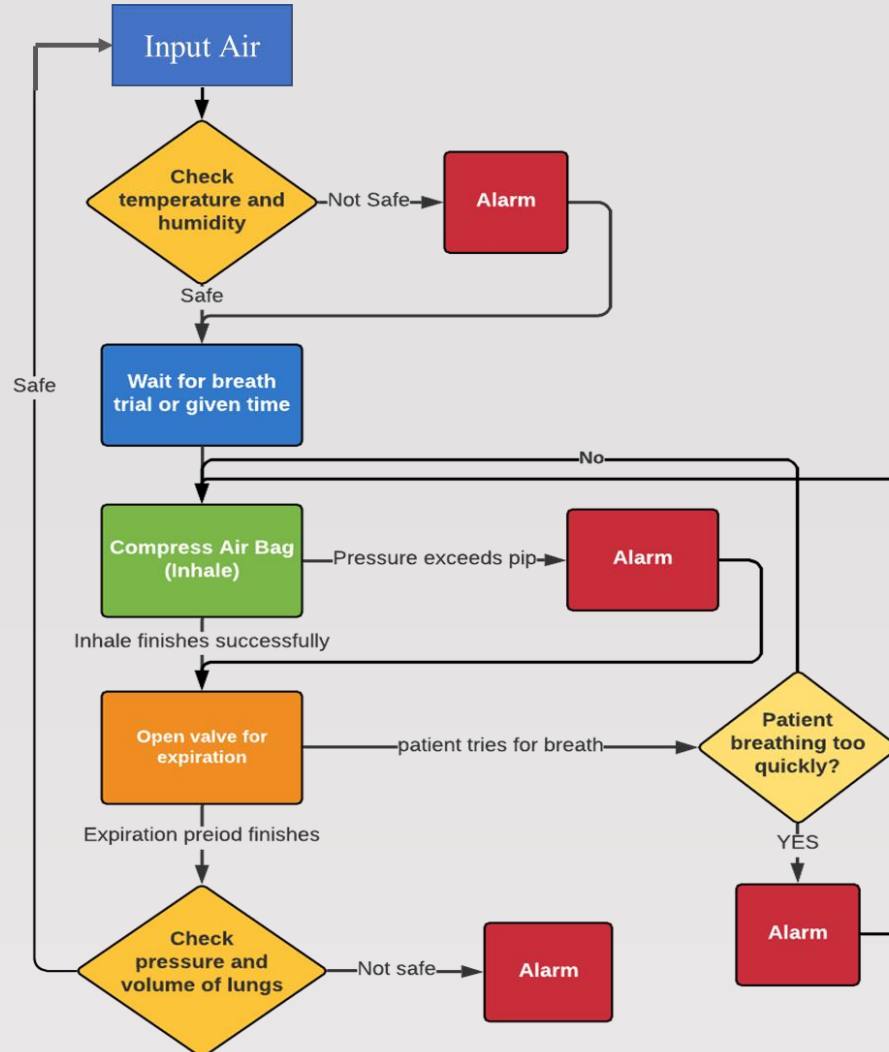 Input Air
Check
temperature and
humidity
Not Safe
Alarm
Safe
Wait for breath
trial or given time
Safe
No
Compress Air Bag
(Inhale)
Pressure exceeds pip
Alarm
Inhale finishes successfully
Open valve for
expiration
patient tries for breath
Patient
breathing too
quickly?
Expiration preiod finishes
YES
Check
pressure and
volume of lungs
Not safe
Alarm
Alarm